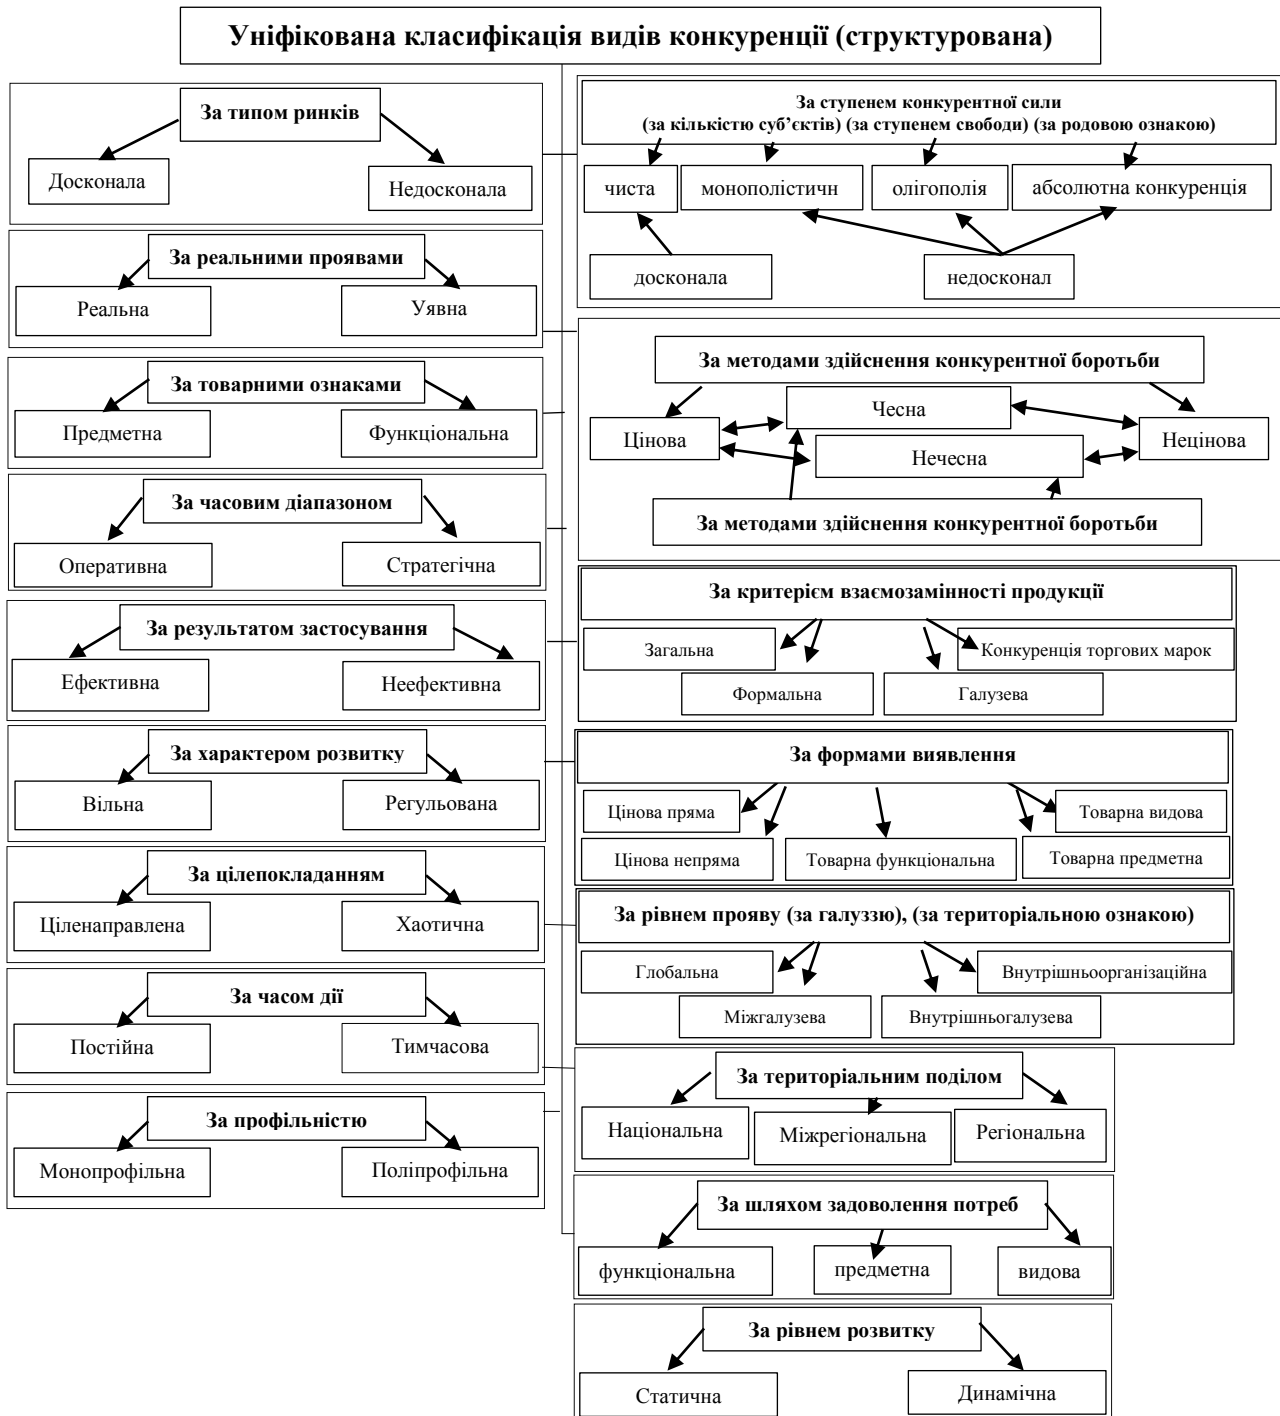 Уніфікована класифікація видів конкуренції (структурована)
За типом ринків
Досконала
Недосконала
За реальними проявами
Реальна
Уявна
За товарними ознаками
Предметна
Функціональна
За часовим діапазоном
Оперативна
Стратегічна
За результатом застосування
Ефективна
Неефективна
За характером розвитку
Вільна
Регульована
За цілепокладанням
Ціленаправлена
Хаотична
За часом дії
Постійна
Тимчасова
За профільністю
Монопрофільна
Поліпрофільна
За ступенем конкурентної сили
(за кількістю суб’єктів) (за ступенем свободи) (за родовою ознакою)
чиста
монополістичн
олігополія
абсолютна конкуренція
досконала
недосконал
За методами здійснення конкурентної боротьби
Чесна
Цінова
Нецінова
Нечесна
За методами здійснення конкурентної боротьби
За критерієм взаємозамінності продукції
Загальна
Конкуренція торгових марок
Формальна
Галузева
За формами виявлення
Цінова пряма
Товарна видова
Цінова непряма
Товарна функціональна
Товарна предметна
За рівнем прояву (за галуззю), (за територіальною ознакою)
Глобальна
Внутрішньоорганізаційна
Міжгалузева
Внутрішньогалузева
За територіальним поділом
Національна
Міжрегіональна
Регіональна
За шляхом задоволення потреб
функціональна
предметна
видова
За рівнем розвитку
Статична
Динамічна